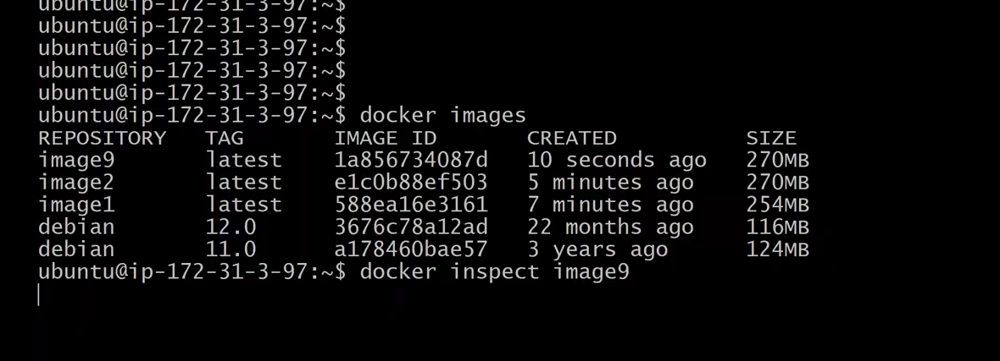 ubuntu@ip-172-31-3-97:~$
ubuntu@ip-172-31-3-97:~$
ubuntu@ip-172-31-3-97:~$
ubuntu@ip-172-31-3-97:~$
ubuntu@ip-172-31-3-97:~$
ubuntu@ip-172-31-3-97:~$ docker images
REPOSITORY   TAG       IMAGE ID       CREATED          SIZE
image9       latest    1a856734087d   10 seconds ago   270MB
image2       latest    e1c0b88ef503   5 minutes ago    270MB
image1       latest    588ea16e3161   7 minutes ago    254MB
debian       12.0      3676c78a12ad   22 months ago    116MB
debian       11.0      a178460bae57   3 years ago      124MB
ubuntu@ip-172-31-3-97:~$ docker inspect image9